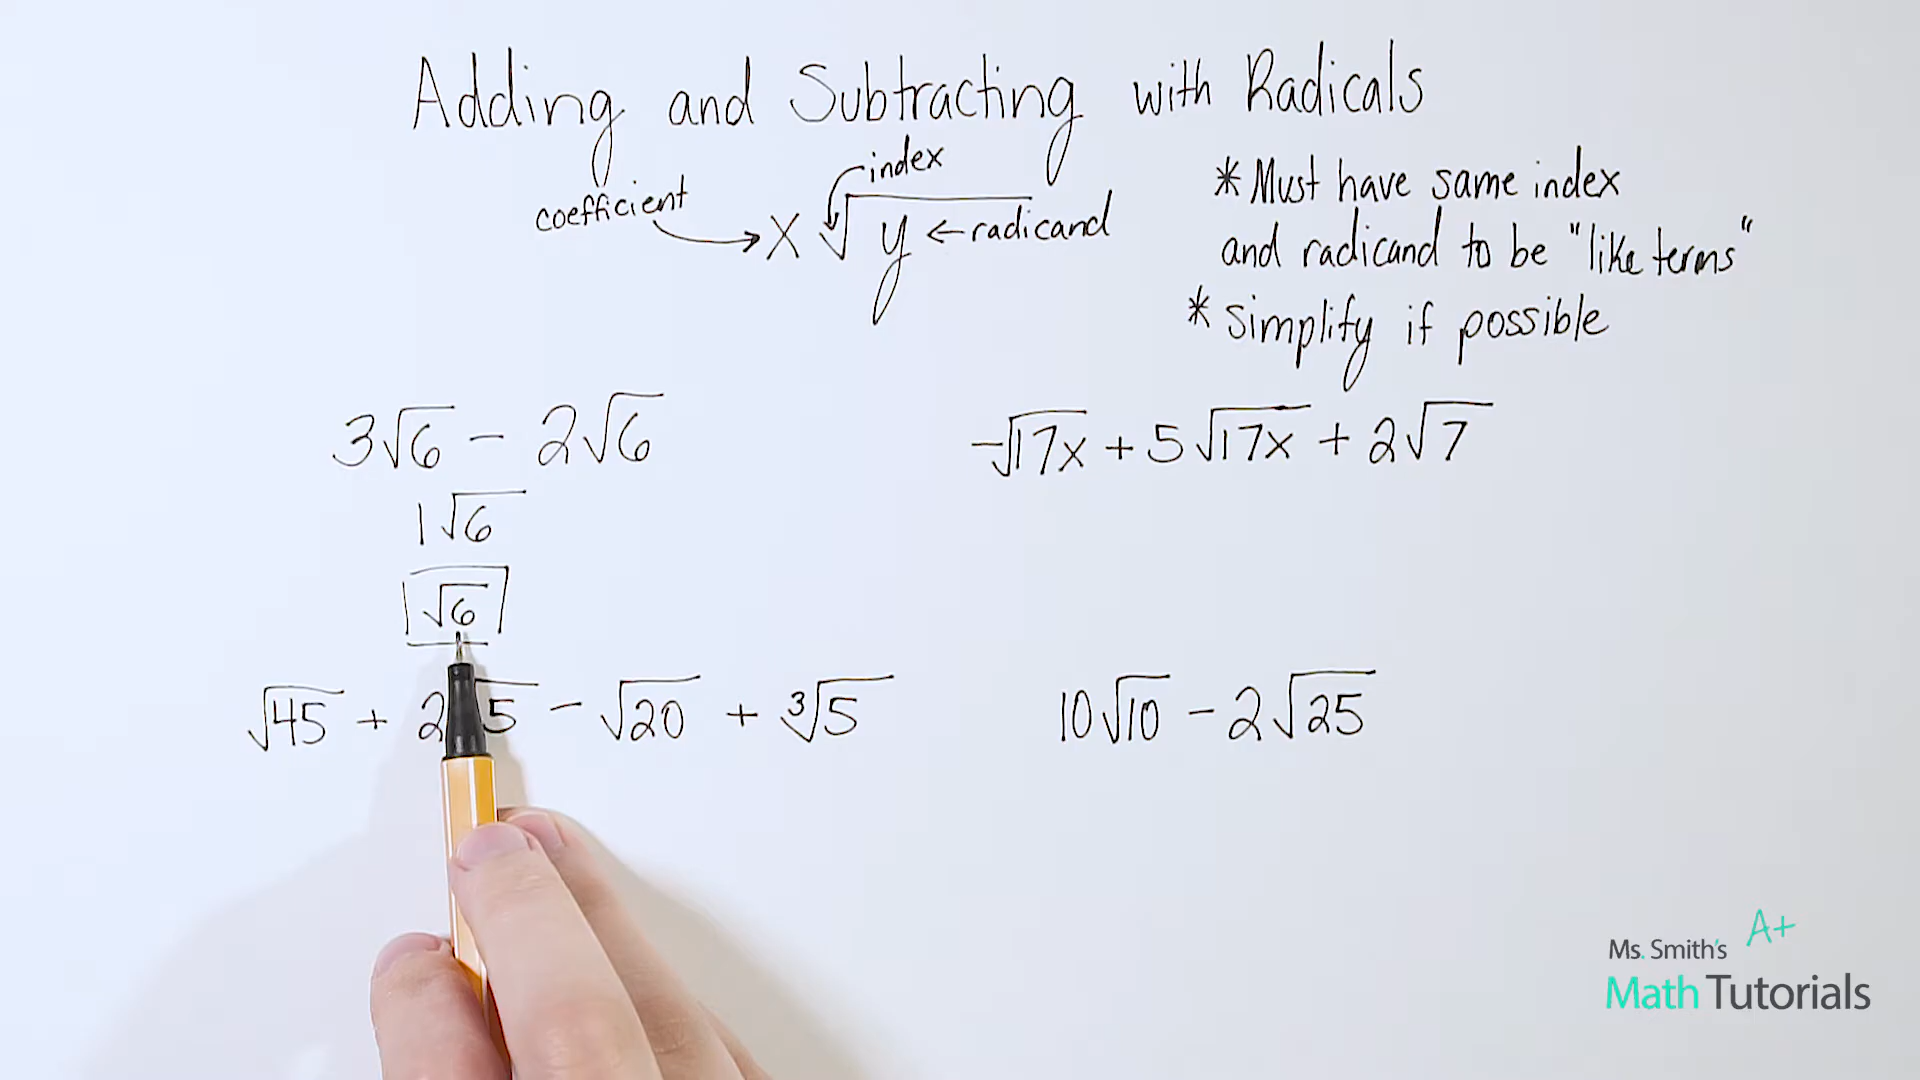 Adding and Subtracting with Radicals
index
coefficient
x √y ← radicand
* Must have same index
and radicand to be "like terms"
* Simplify if possible
3√6 − 2√6
1√6
√6
−√17x + 5√17x + 2√7
√45 + 2√5 − √20 + ³√5
10√10 − 2√25
A+
Ms. Smith's
Math Tutorials